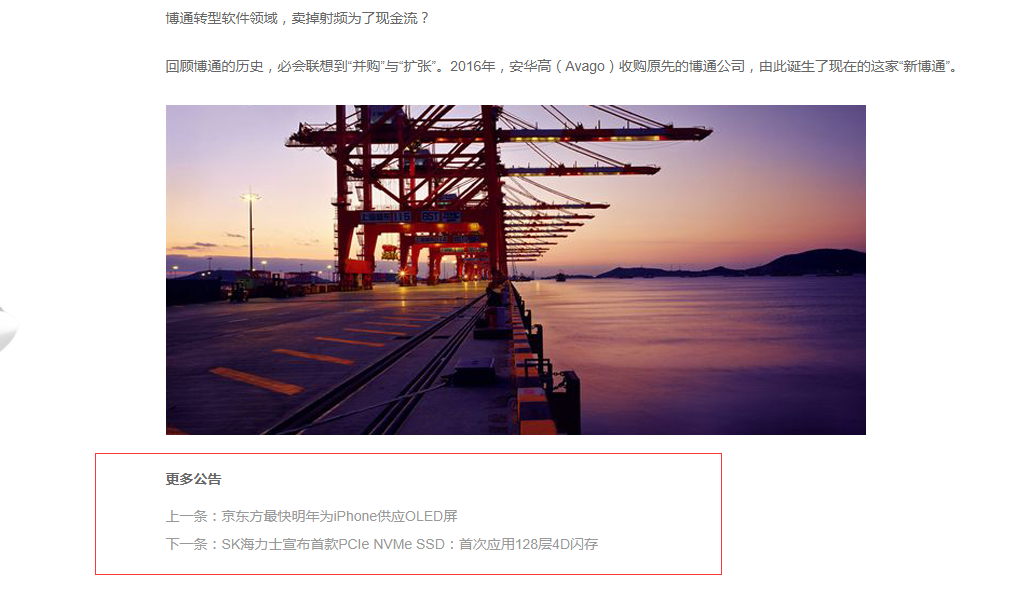 博通转型软件领域，卖掉射频为了现金流？
回顾博通的历史，必会联想到“并购”与“扩张”。2016年，安华高（Avago）收购原先的博通公司，由此诞生了现在的这家“新博通”。
更多公告
上一条：京东方最快明年为iPhone供应OLED屏
下一条：SK海力士宣布首款PCIe NVMe SSD：首次应用128层4D闪存